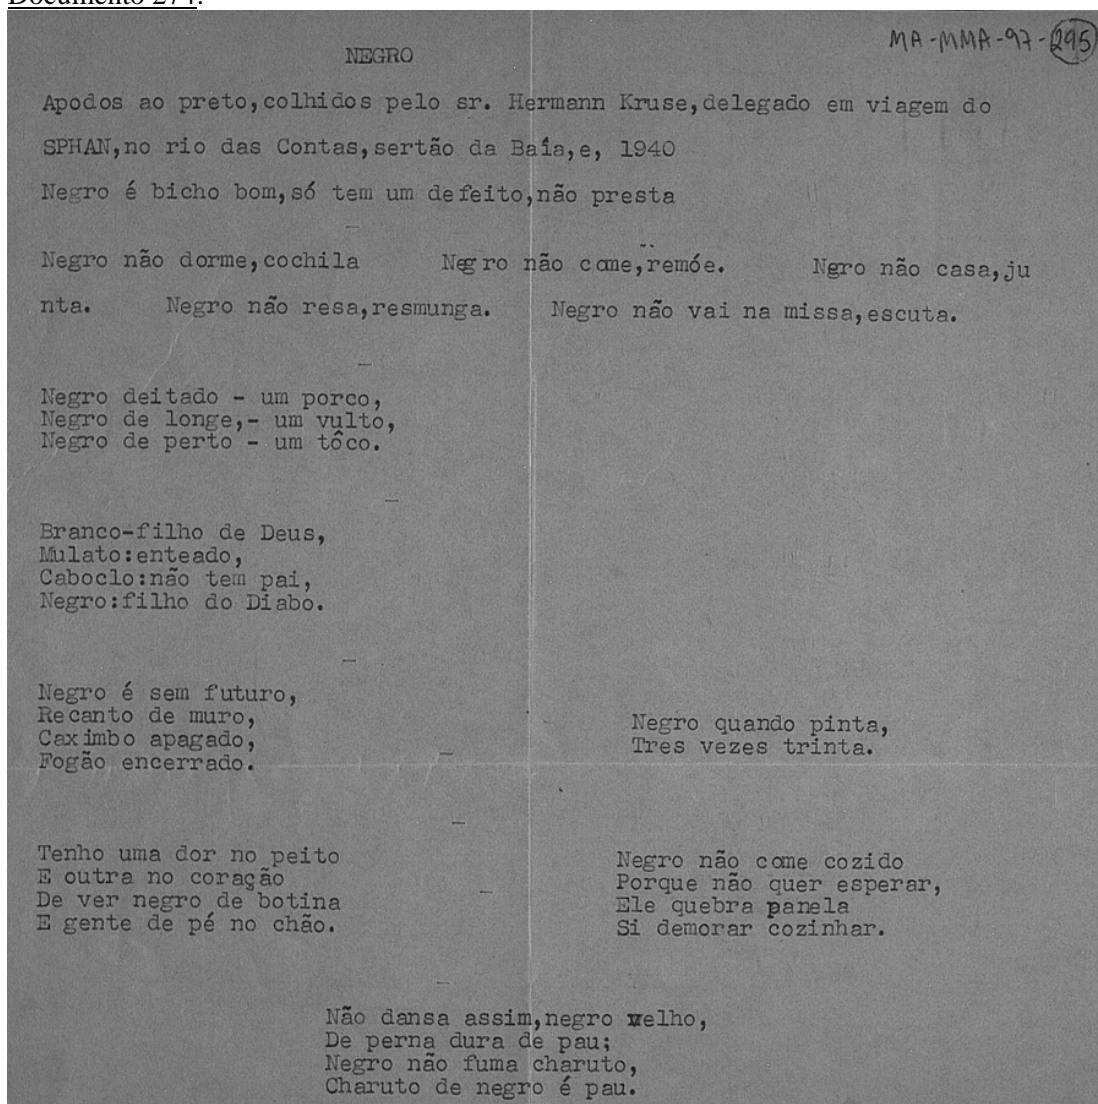 Documento 274:
MA-MMA-97-295
NEGRO
Apodos ao preto,colhidos pelo sr. Hermann Kruse,delegado em viagem do
SPHAN,no rio das Contas,sertão da Baía,e, 1940
Negro é bicho bom,só tem um defeito,não presta
Negro não dorme,cochila Negro não come,remóe. Ngro não casa,ju
nta. Negro não resa,resmunga. Negro não vai na missa,escuta.
Negro deitado - um porco,
Negro de longe,- um vulto,
Negro de perto - um tôco.
Branco-filho de Deus,
Mulato:enteado,
Caboclo:não tem pai,
Negro:filho do Diabo.
Negro é sem futuro,
Recanto de muro,
Caximbo apagado,
Fogão encerrado.
Negro quando pinta,
Tres vezes trinta.
Tenho uma dor no peito
E outra no coração
De ver negro de botina
E gente de pé no chão.
Negro não come cozido
Porque não quer esperar,
Ele quebra panela
Si demorar cozinhar.
Não dansa assim,negro velho,
De perna dura de pau;
Negro não fuma charuto,
Charuto de negro é pau.